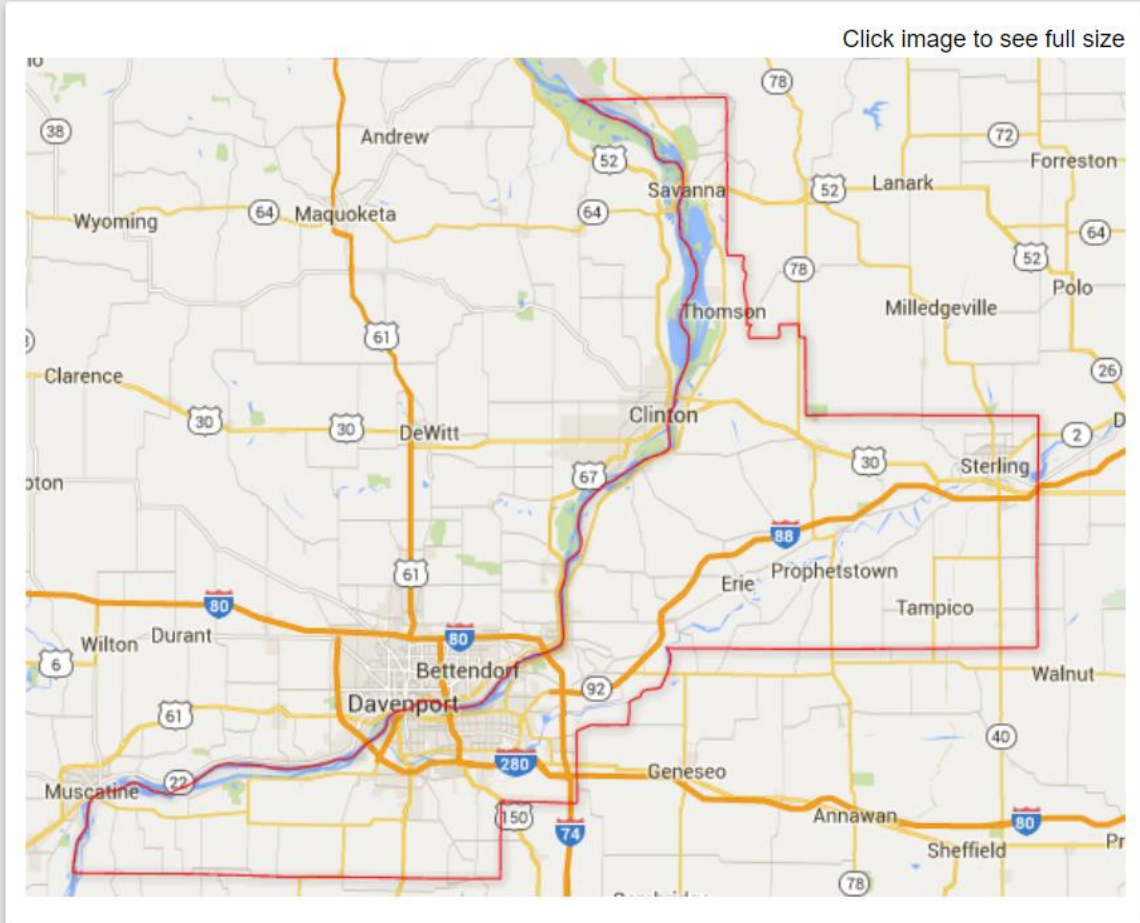 Click image to see full size
78
38
Andrew
72
52
Forreston
Savanna
52
Lanark
64
Maquoketa
64
Wyoming
64
52
78
Polo
Thomson
Milledgeville
61
Clarence
26
30
30
DeWitt
Clinton
2
30
Sterling
67
88
61
Erie
Prophetstown
80
Tampico
80
Wilton
Durant
6
Bettendorf
Walnut
92
Davenport
61
40
280
Geneseo
22
Muscatine
150
Annawan
80
74
Sheffield
78